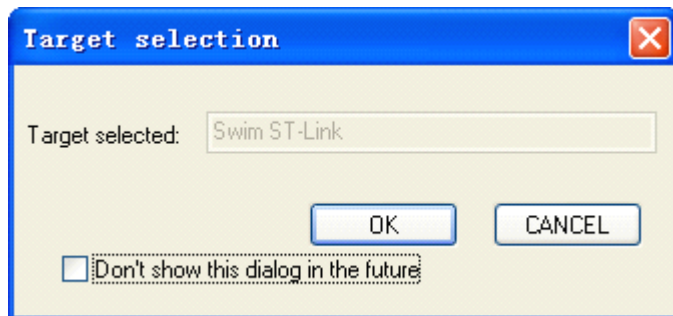 Target selection
Target selected: Swim ST-Link
OK CANCEL
Don't show this dialog in the future